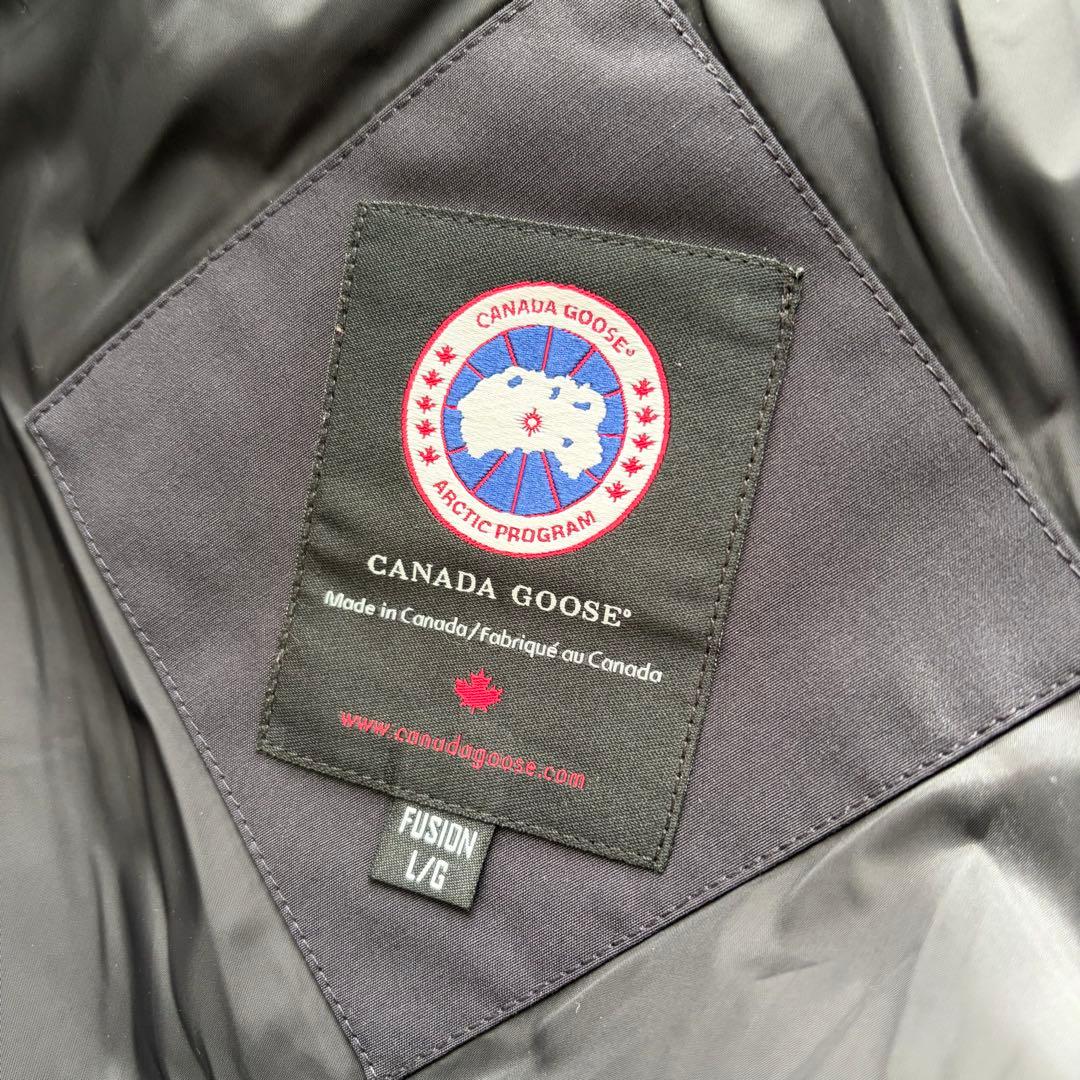 CANADA GOOSE®
ARCTIC PROGRAM
CANADA GOOSE®
Made in Canada/Fabriqué au Canada
www.canadagoose.com
FUSION
L/G